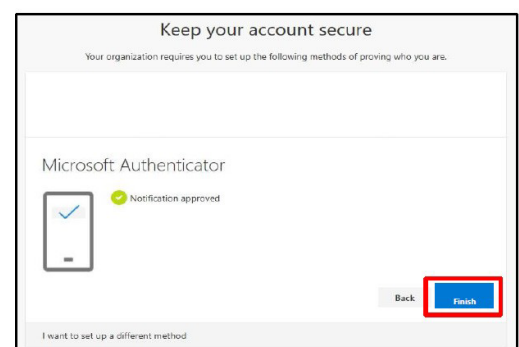 Keep your account secure
Your organization requires you to set up the following methods of proving who you are.
Microsoft Authenticator
Notification approved
Back
Finish
I want to set up a different method